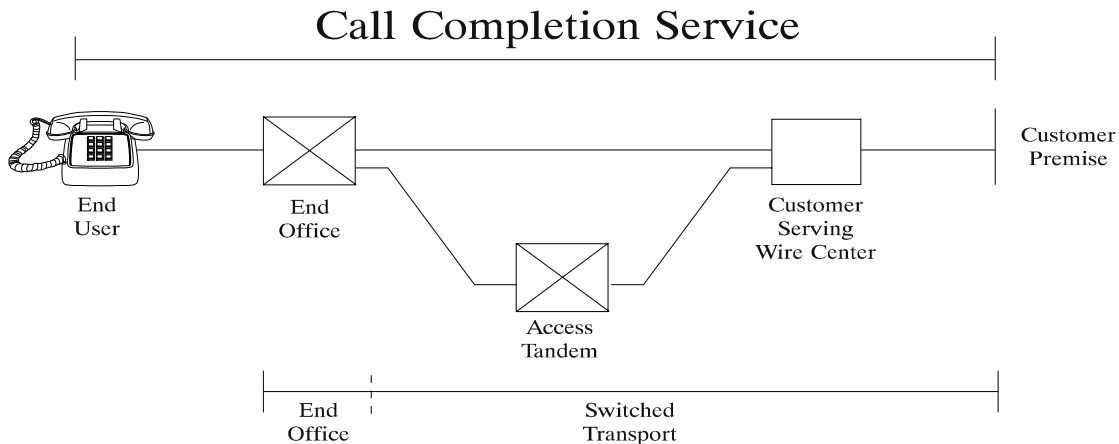 Call Completion Service
Customer
Premise
End
User
End
Office
Customer
Serving
Wire Center
Access
Tandem
End
Office
Switched
Transport